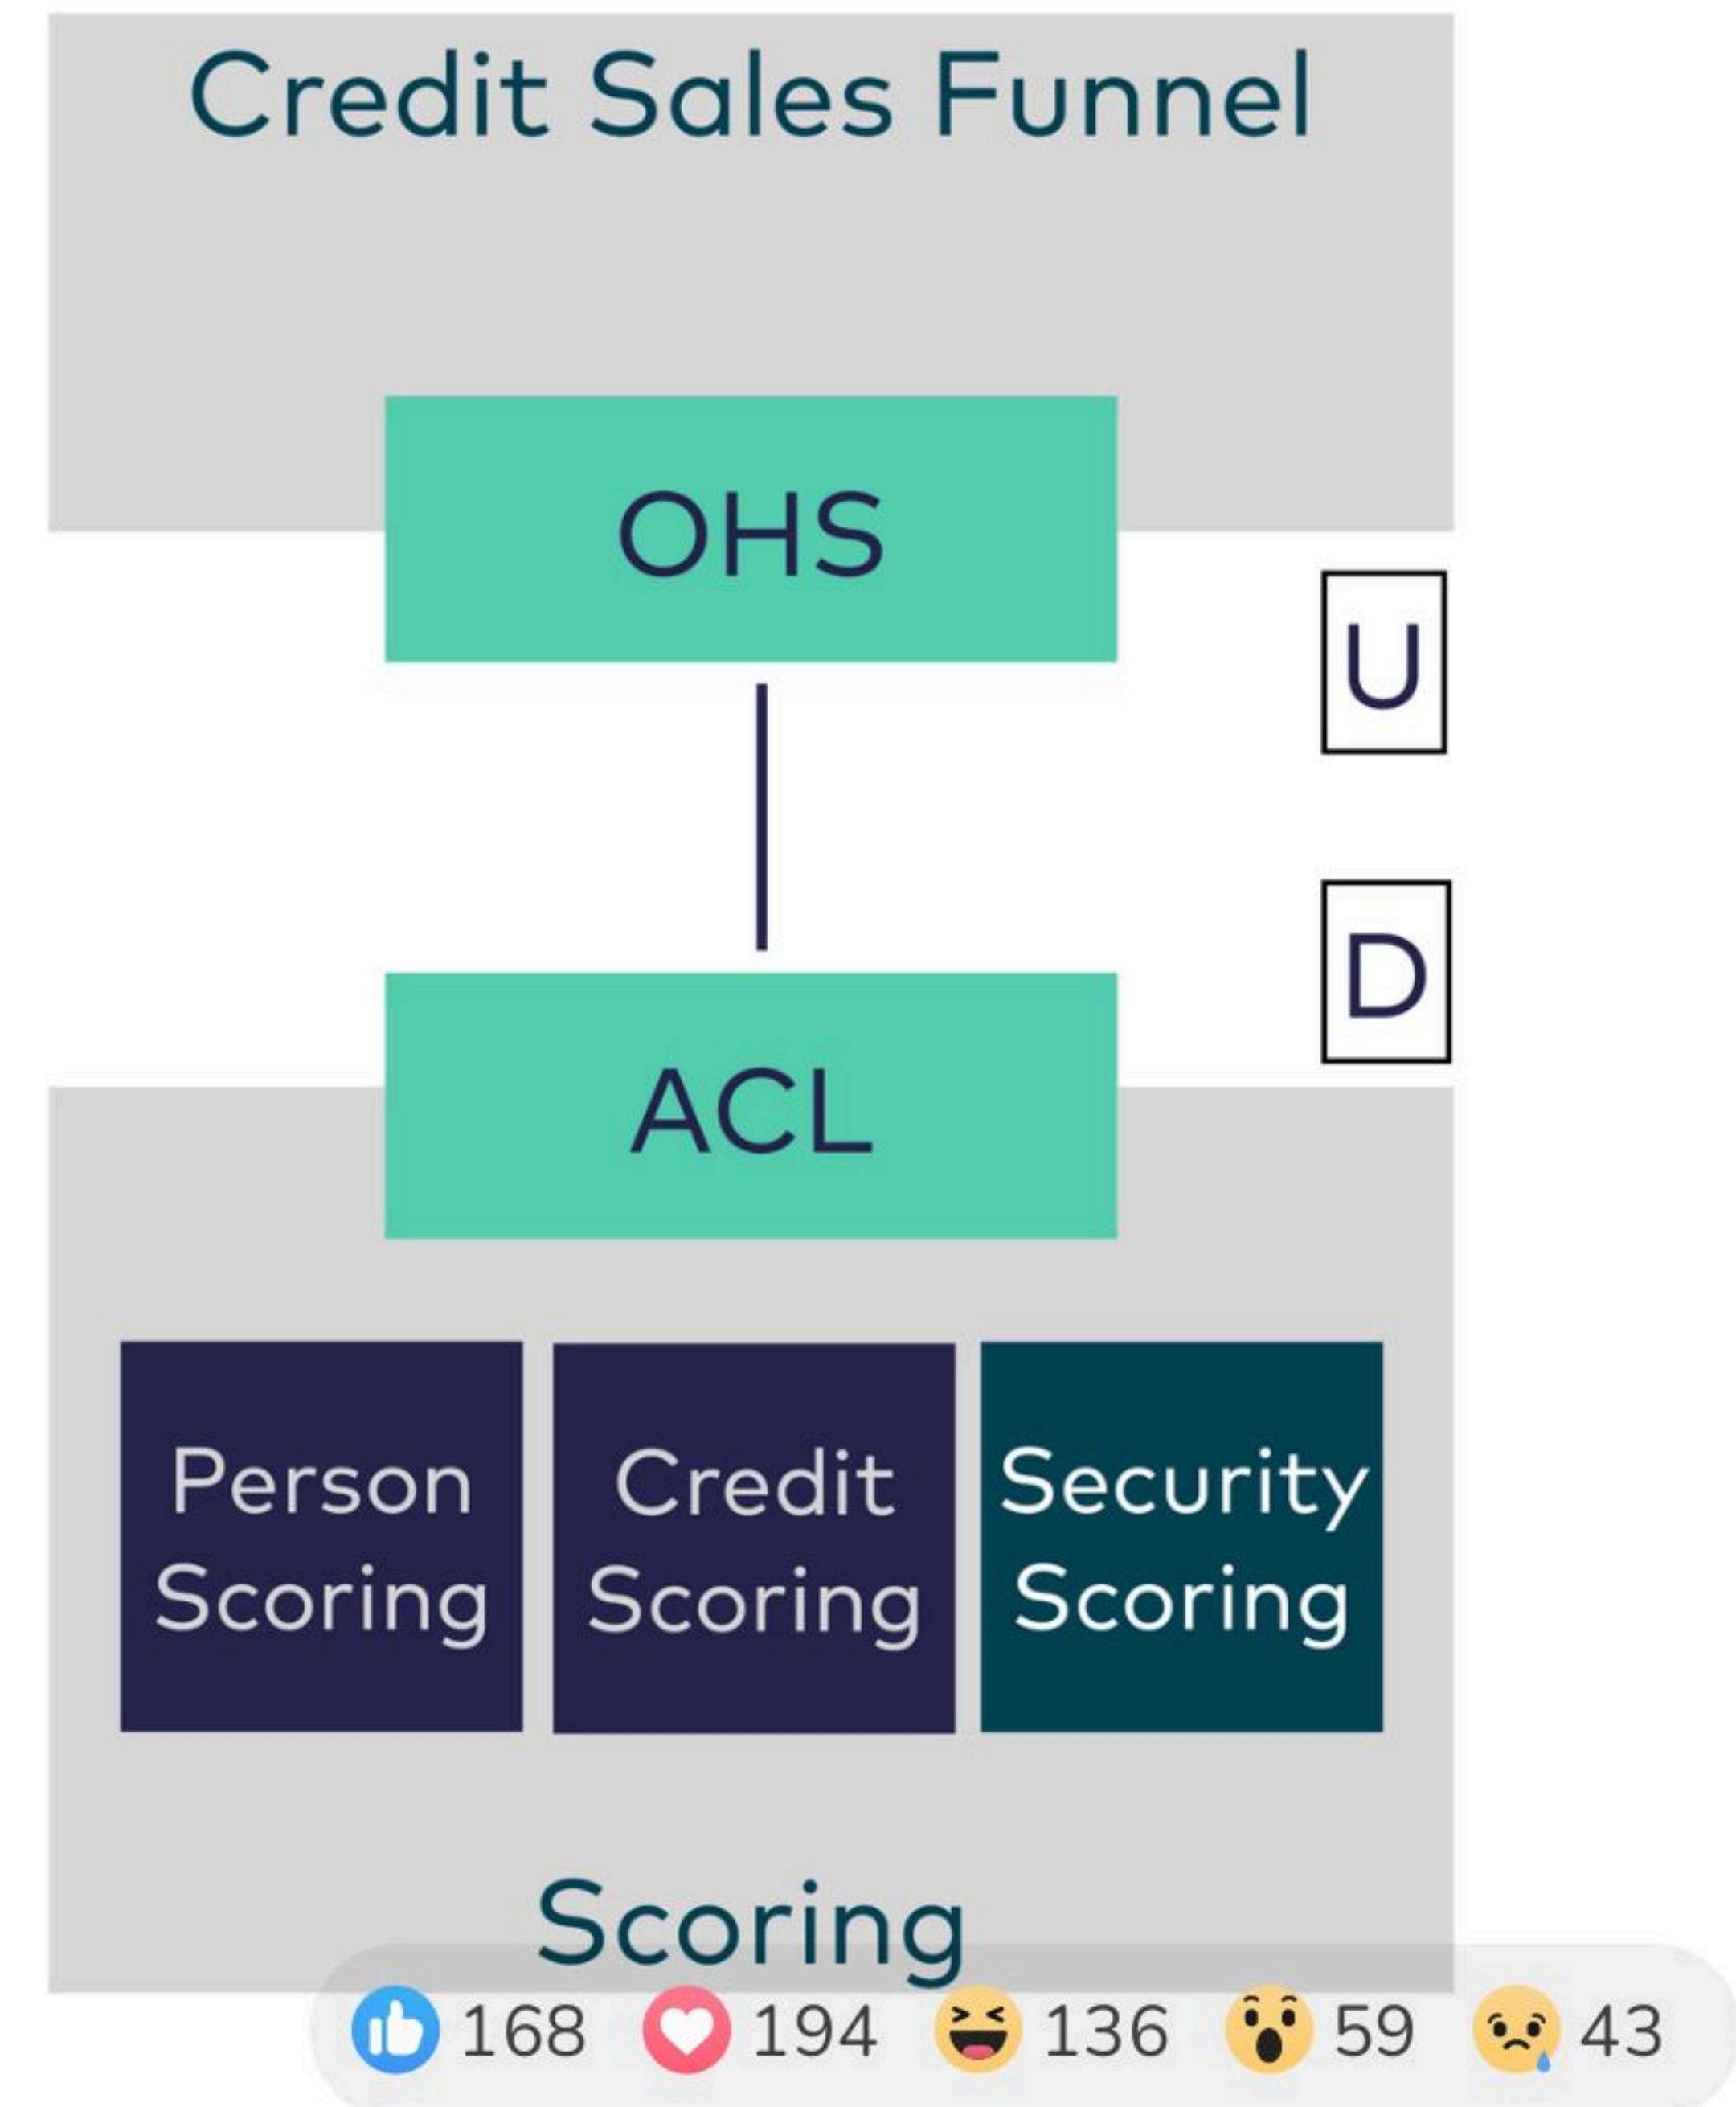 Credit Sales Funnel
OHS
U
D
ACL
Person
Scoring
Credit
Scoring
Security
Scoring
Scoring
168 194 136 59 43